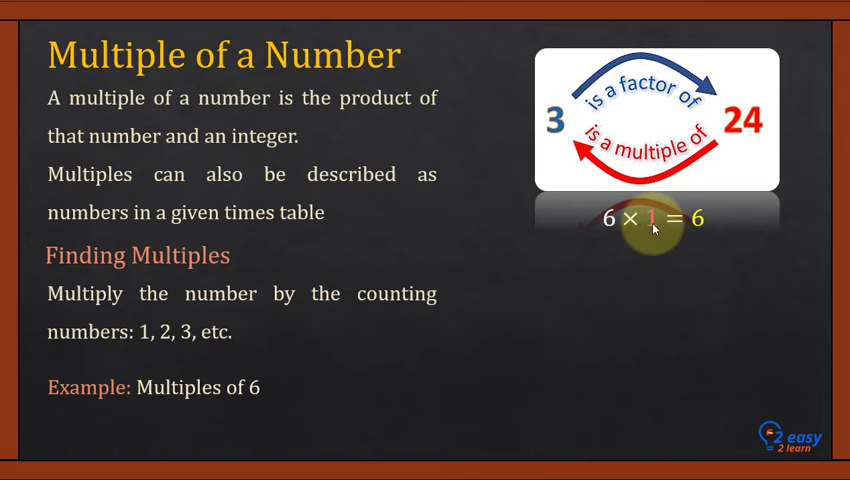 Multiple of a Number
A multiple of a number is the product of
that number and an integer.
Multiples can also be described as
numbers in a given times table
Finding Multiples
Multiply the number by the counting
numbers: 1, 2, 3, etc.
Example: Multiples of 6
is a factor of
3 24
is a multiple of
6 × 1 = 6
2 easy
2 learn